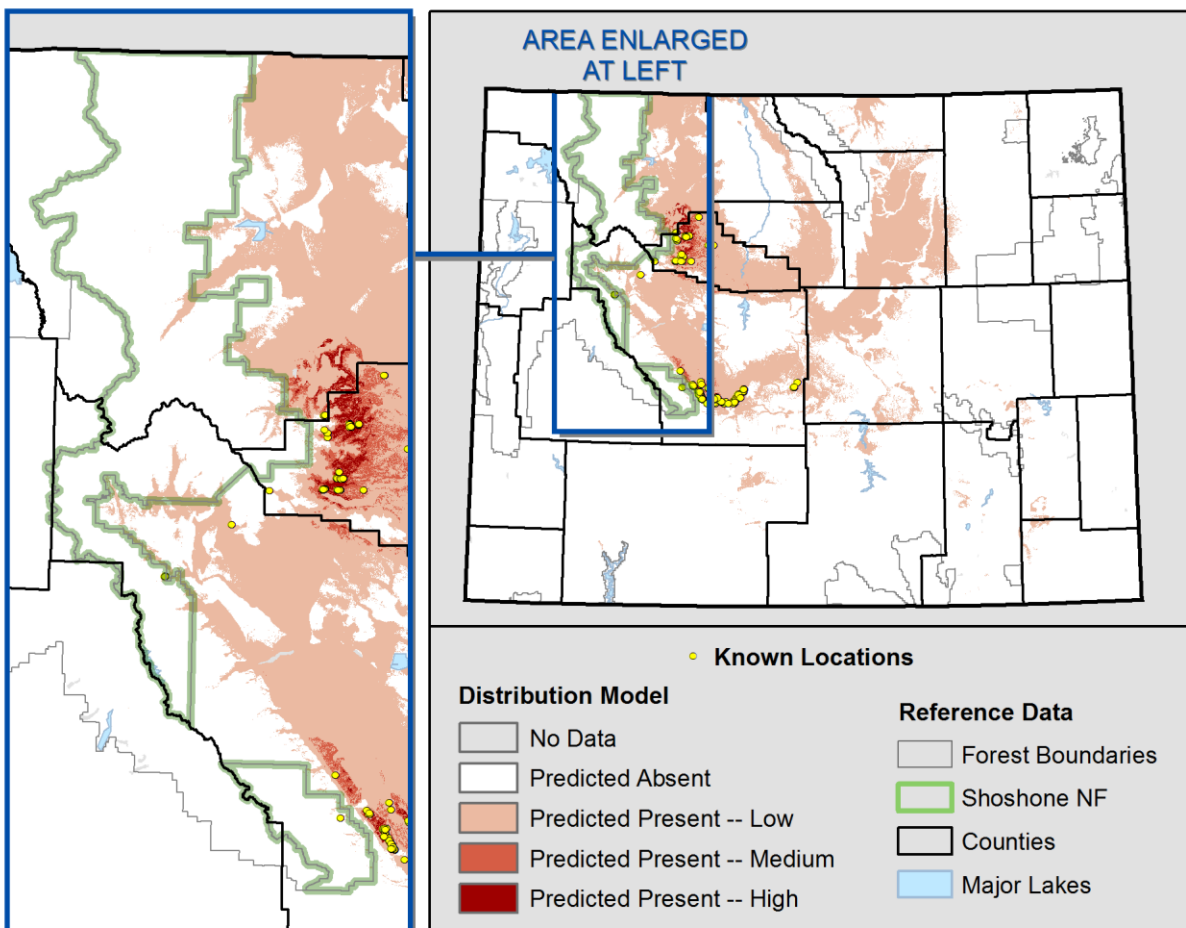 AREA ENLARGED
AT LEFT
Known Locations
Distribution Model
No Data
Predicted Absent
Predicted Present -- Low
Predicted Present -- Medium
Predicted Present -- High
Reference Data
Forest Boundaries
Shoshone NF
Counties
Major Lakes